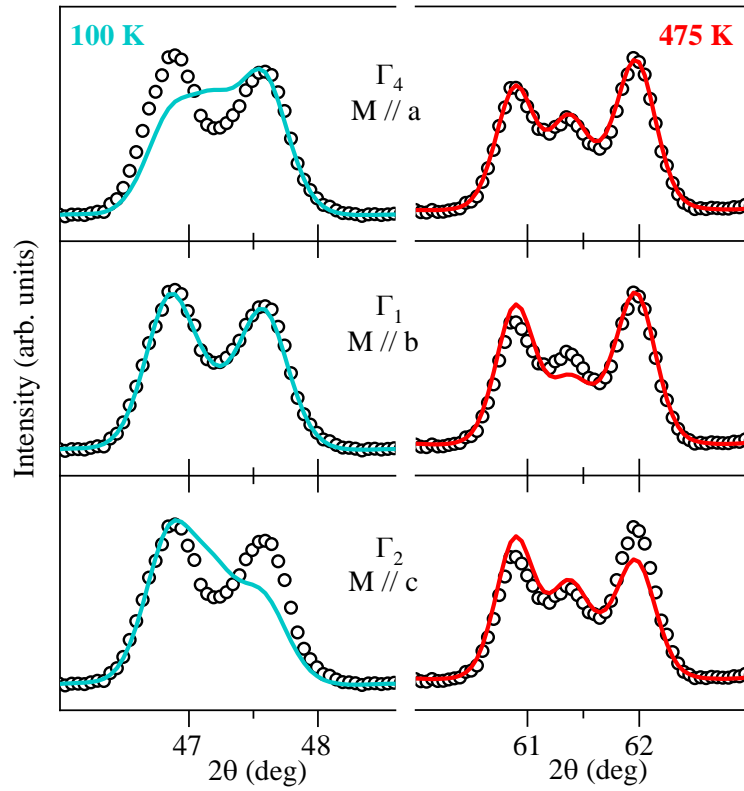 100 K
475 K
Γ4
M // a
Γ1
M // b
Γ2
M // c
Intensity (arb. units)
47
48
61
62
2θ (deg)
2θ (deg)